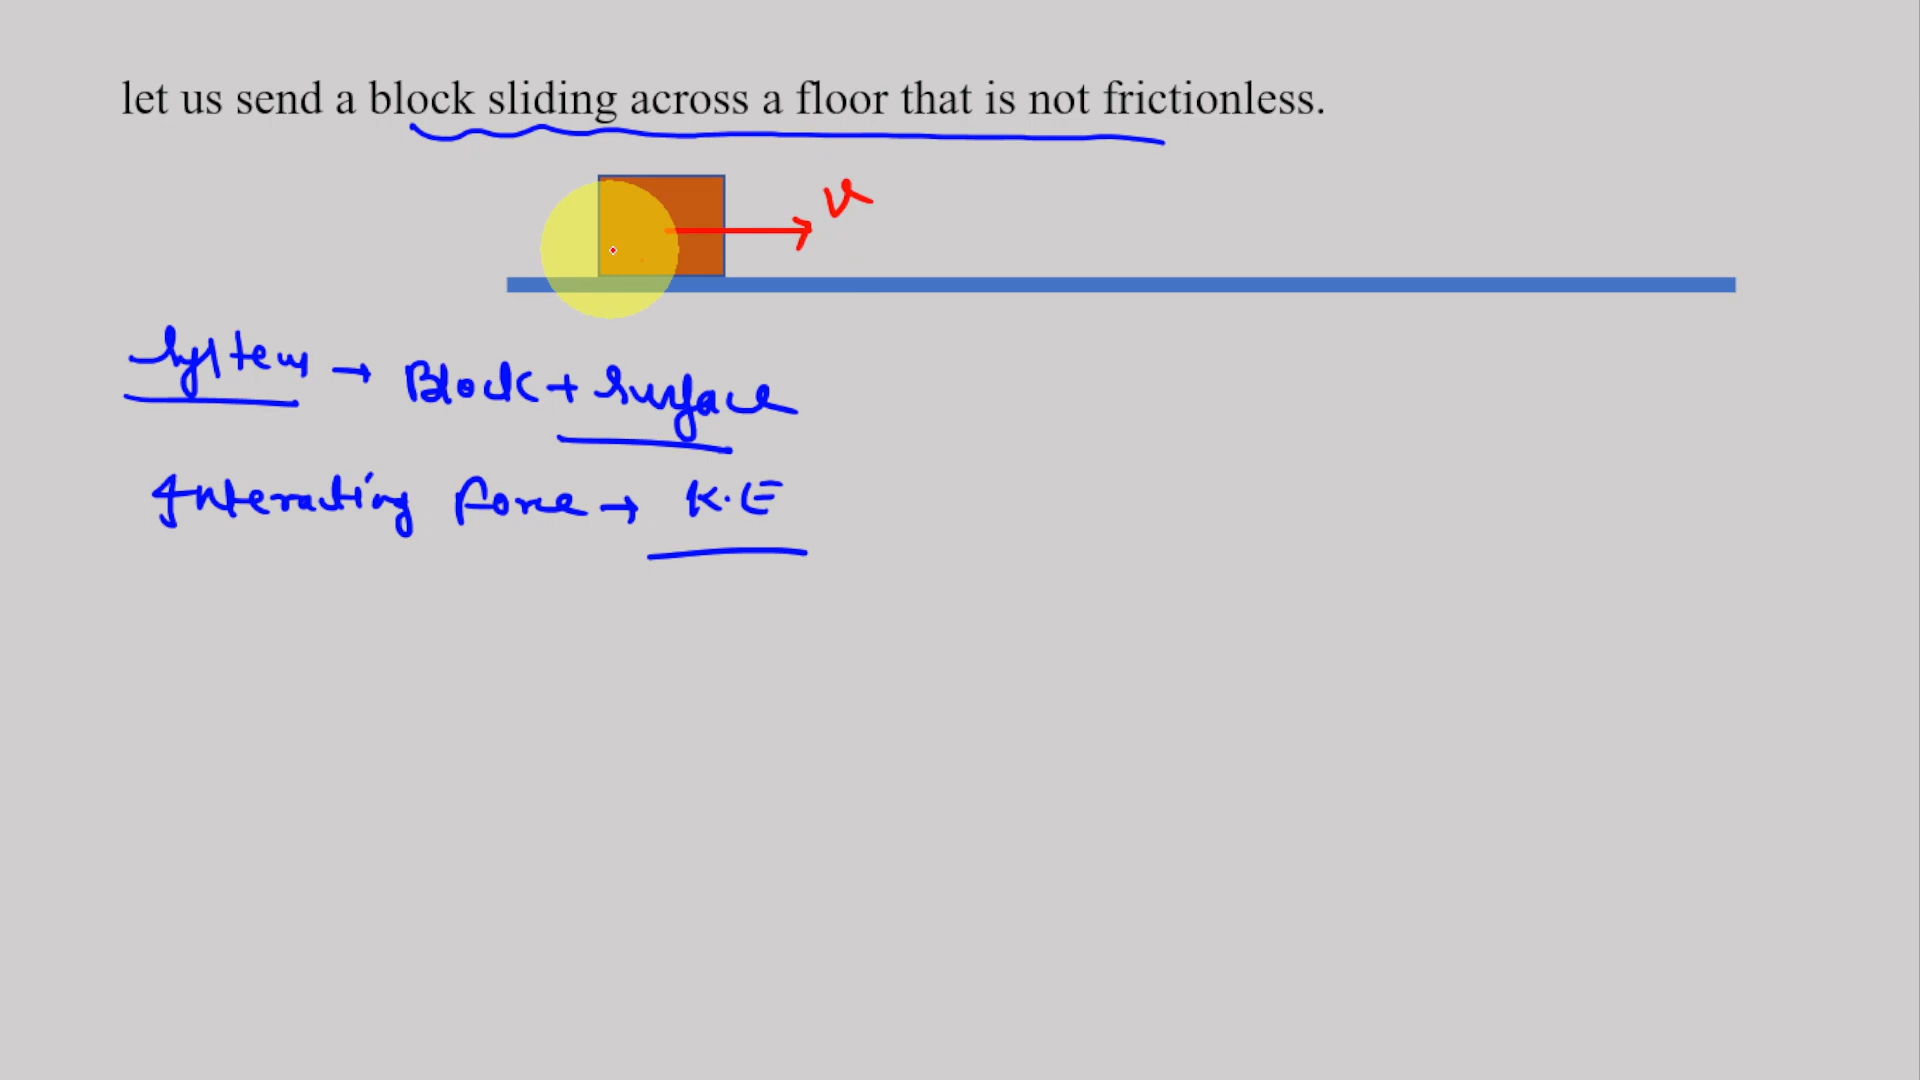 let us send a block sliding across a floor that is not frictionless.
v
System → Block + Surface
Interacting force → K.E